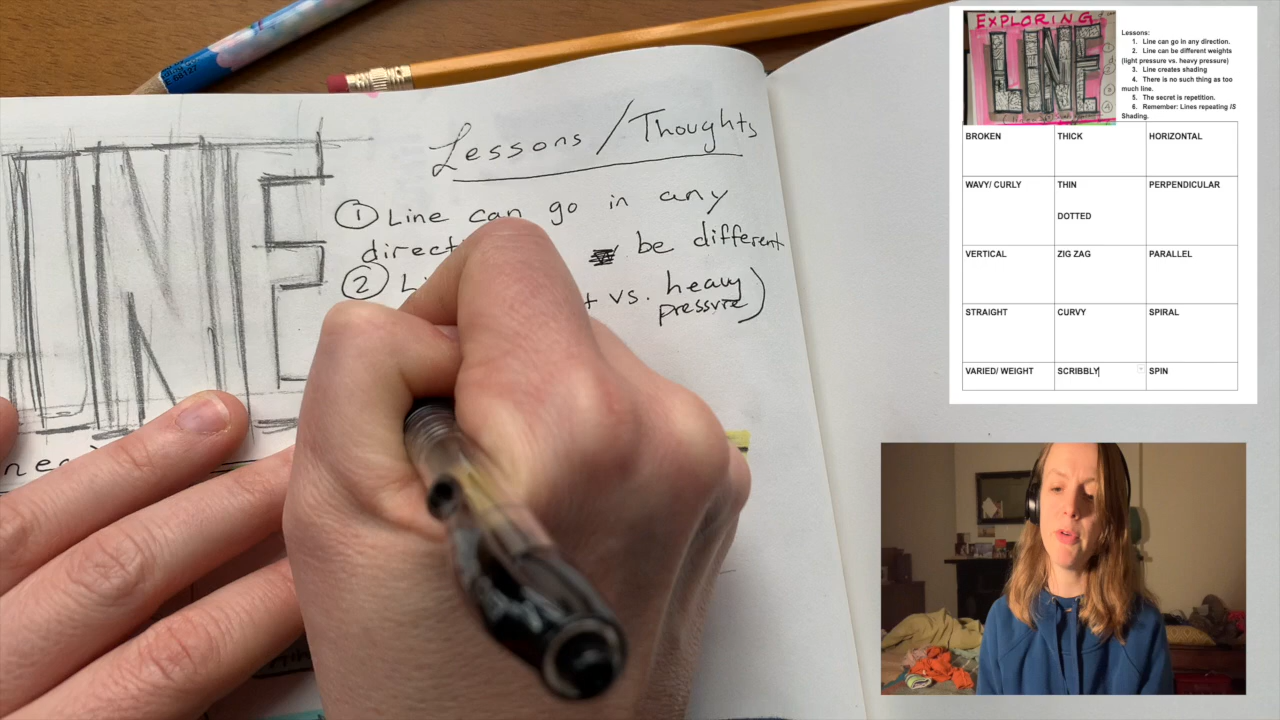 LINE
Lessons/Thoughts
① Line can go in any
be different
②
vs. heavy
pressure)
EXPLORING
LINE
Lessons:
1. Line can go in any direction.
2. Line can be different weights
(light pressure vs. heavy pressure)
3. Line creates shading
4. There is no such thing as too
much line.
5. The secret is repetition.
6. Remember: Lines repeating IS
Shading.
BROKEN THICK HORIZONTAL
WAVY/ CURLY THIN PERPENDICULAR
DOTTED
VERTICAL ZIG ZAG PARALLEL
STRAIGHT CURVY SPIRAL
VARIED/ WEIGHT SCRIBBLY SPIN